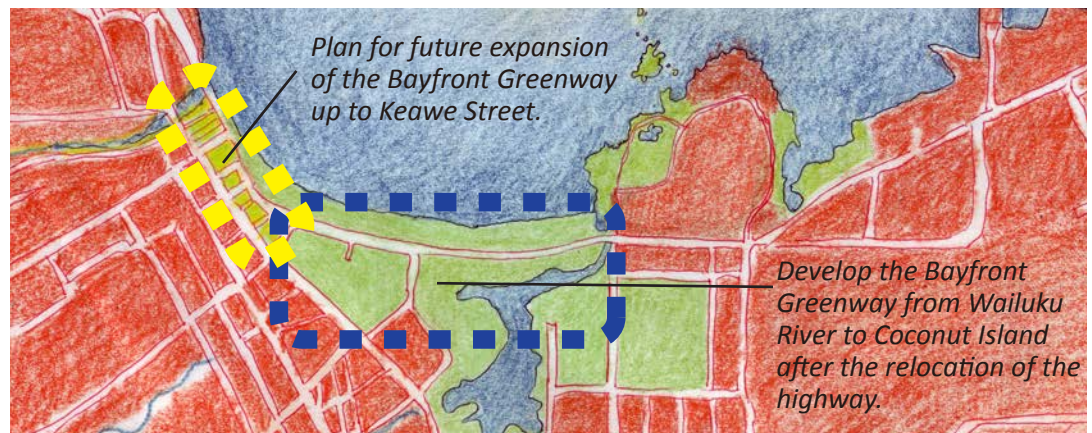 Plan for future expansion
of the Bayfront Greenway
up to Keawe Street.
Develop the Bayfront
Greenway from Wailuku
River to Coconut Island
after the relocation of the
highway.